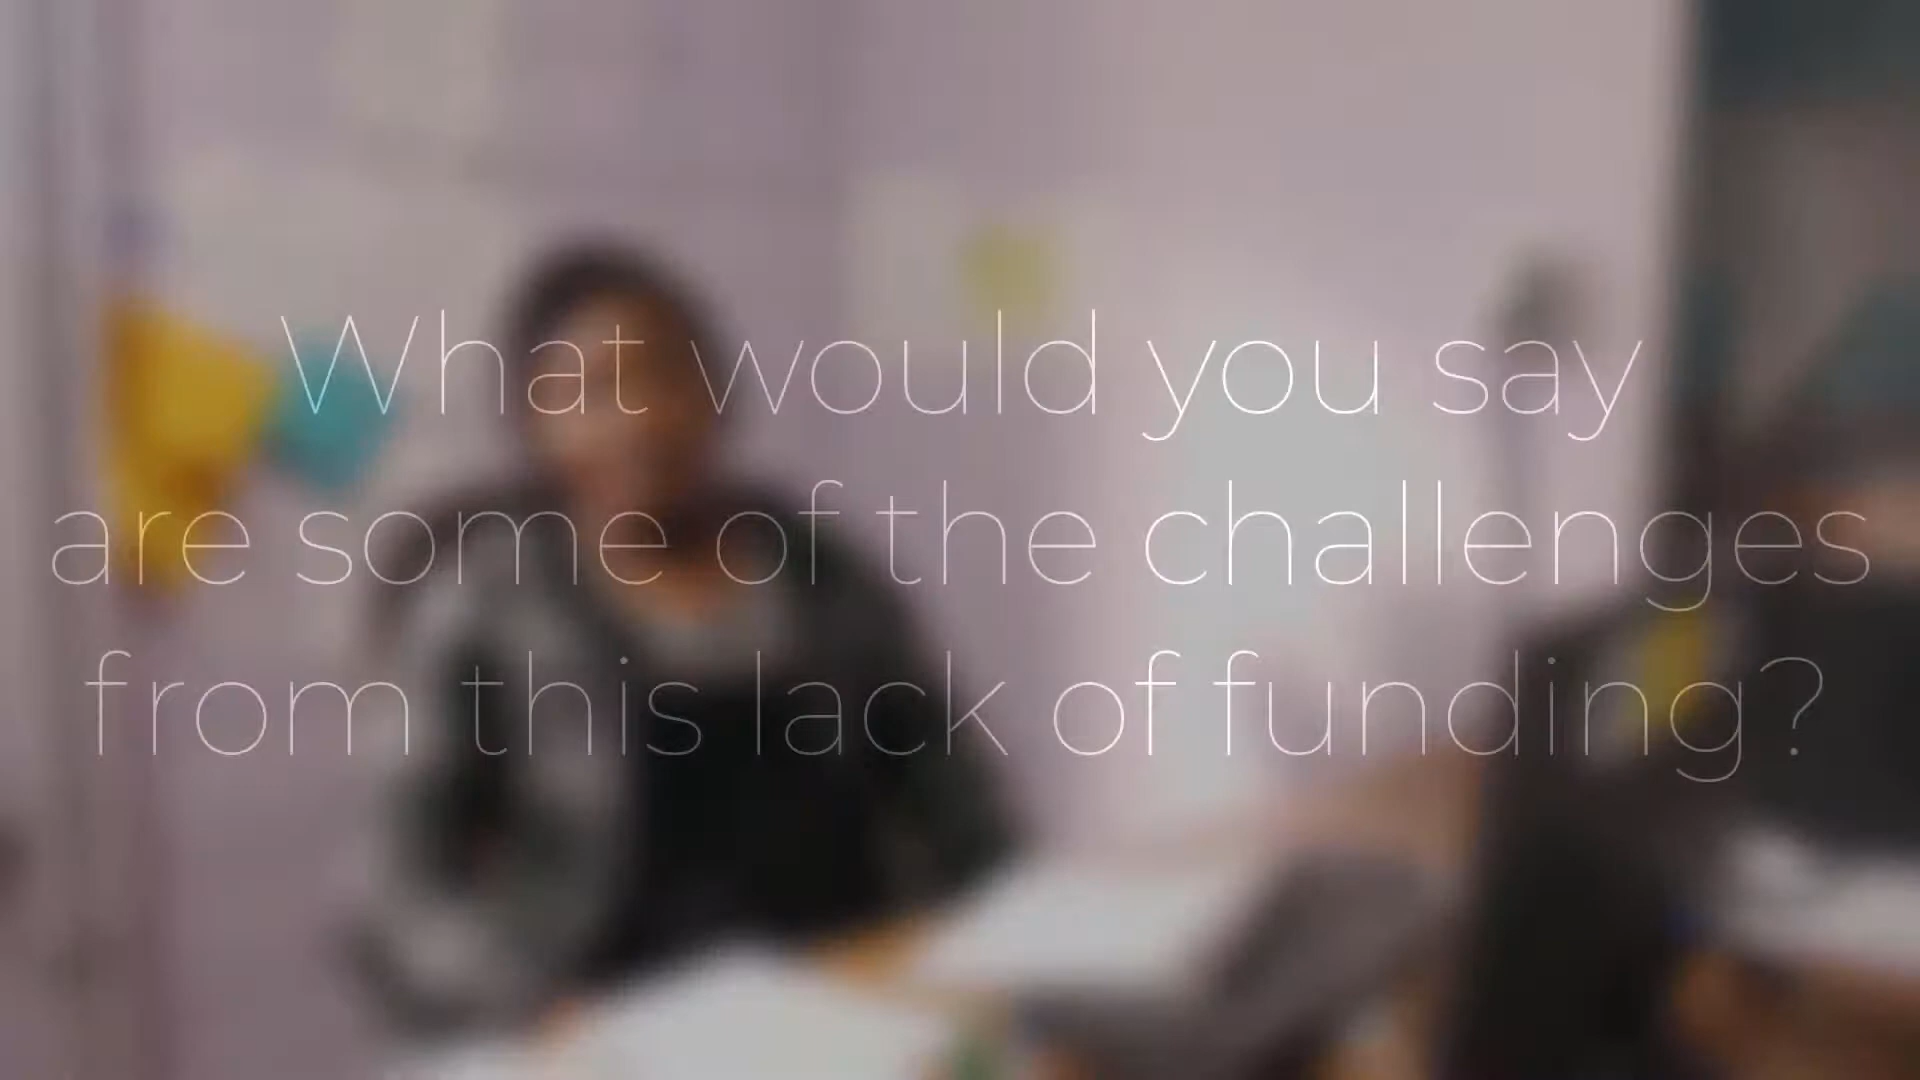 What would you say
are some of the challenges
from this lack of funding?